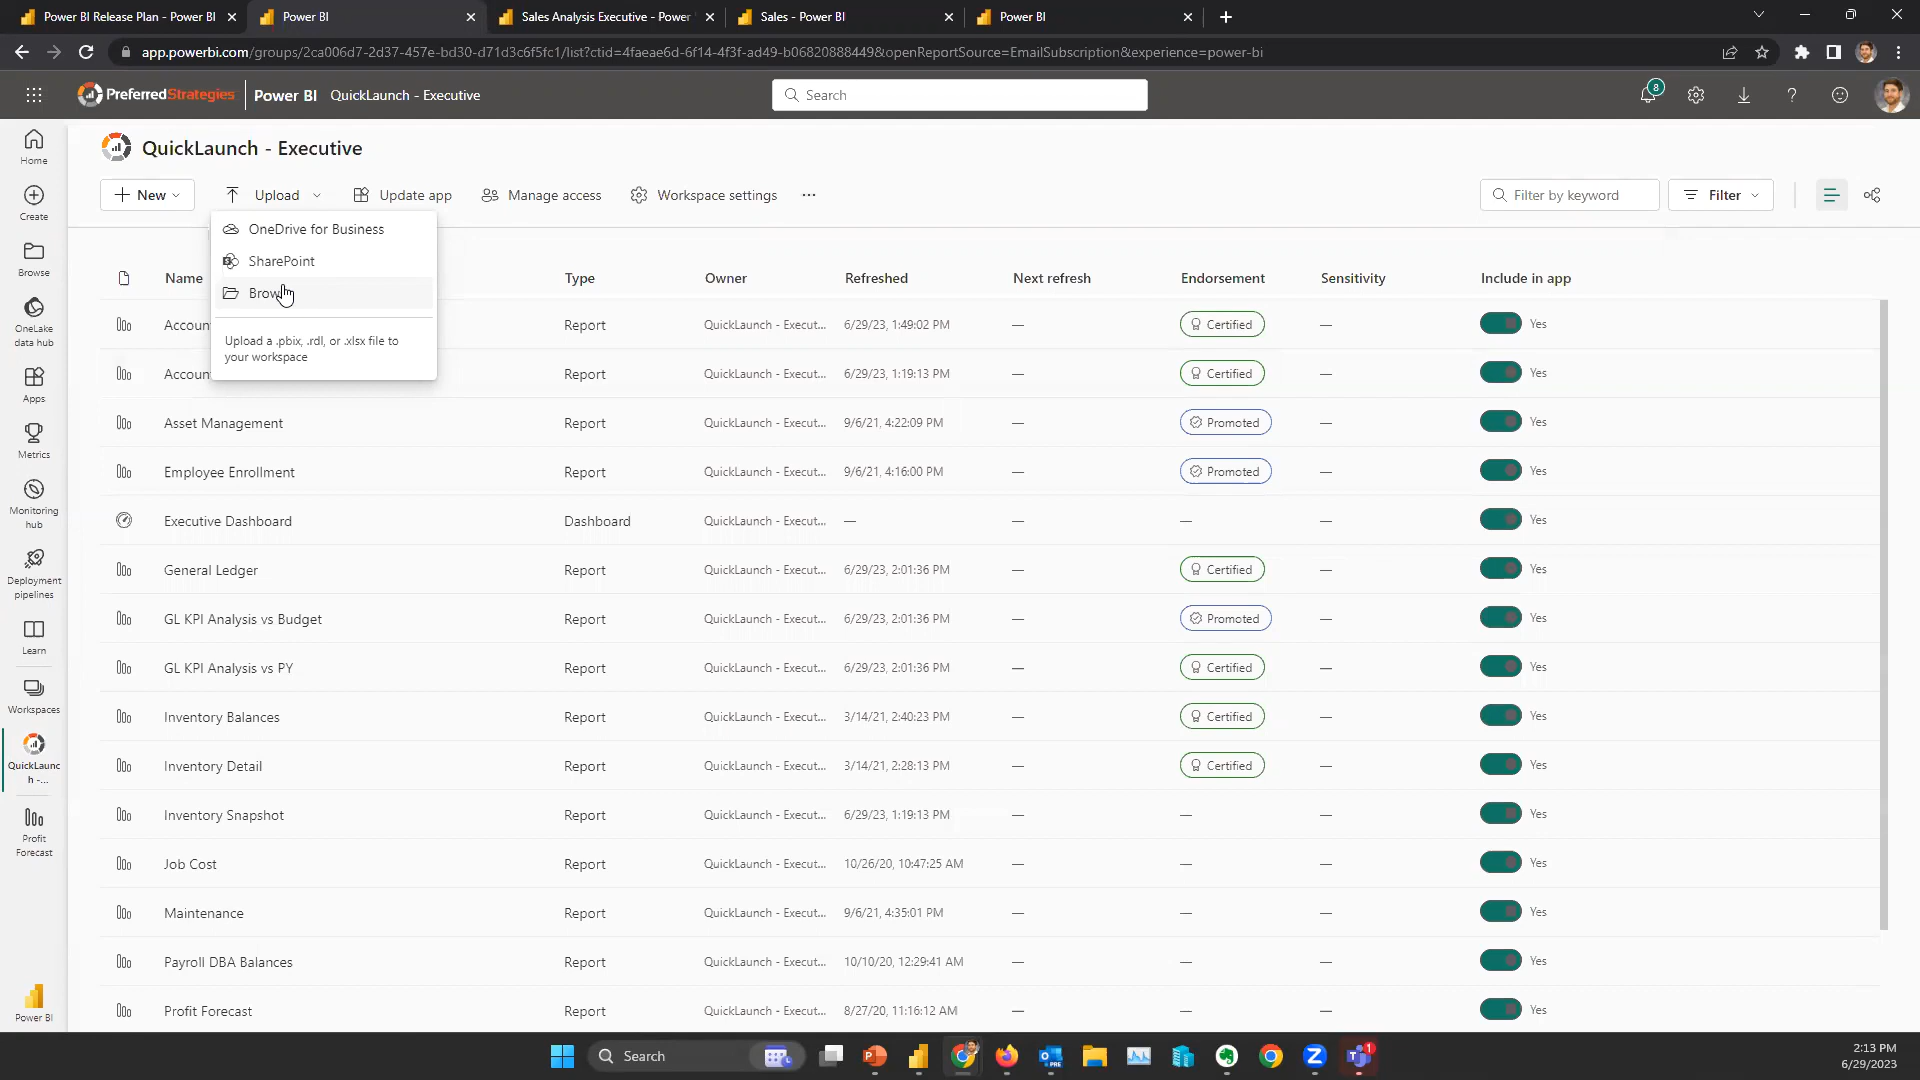 Power BI Release Plan - Power BI
Power BI
Sales Analysis Executive - Power
Sales - Power BI
Power BI
app.powerbi.com/groups/2ca006d7-2d37-457e-bd30-d71d3c6f5fc1/list?ctid=4faeae6d-6f14-4f3f-ad49-b06820888449&openReportSource=EmailSubscription&experience=power-bi
PreferredStrategies
Power BI
QuickLaunch - Executive
Search
8
Home
Create
Browse
OneLake
data hub
Apps
Metrics
Monitoring
hub
Deployment
pipelines
Learn
Workspaces
QuickLaunc
h -...
Profit
Forecast
Power BI
QuickLaunch - Executive
New
Upload
Update app
Manage access
Workspace settings
Filter by keyword
Filter
OneDrive for Business
SharePoint
Upload a .pbix, .rdl, or .xlsx file to
your workspace
Name Type Owner Refreshed Next refresh Endorsement Sensitivity Include in app
Accoun Report QuickLaunch - Execut... 6/29/23, 1:49:02 PM — Certified — Yes
Accoun Report QuickLaunch - Execut... 6/29/23, 1:19:13 PM — Certified — Yes
Asset Management Report QuickLaunch - Execut... 9/6/21, 4:22:09 PM — Promoted — Yes
Employee Enrollment Report QuickLaunch - Execut... 9/6/21, 4:16:00 PM — Promoted — Yes
Executive Dashboard Dashboard QuickLaunch - Execut... — — — — Yes
General Ledger Report QuickLaunch - Execut... 6/29/23, 2:01:36 PM — Certified — Yes
GL KPI Analysis vs Budget Report QuickLaunch - Execut... 6/29/23, 2:01:36 PM — Promoted — Yes
GL KPI Analysis vs PY Report QuickLaunch - Execut... 6/29/23, 2:01:36 PM — Certified — Yes
Inventory Balances Report QuickLaunch - Execut... 3/14/21, 2:40:23 PM — Certified — Yes
Inventory Detail Report QuickLaunch - Execut... 3/14/21, 2:28:13 PM — Certified — Yes
Inventory Snapshot Report QuickLaunch - Execut... 6/29/23, 1:19:13 PM — — — Yes
Job Cost Report QuickLaunch - Execut... 10/26/20, 10:47:25 AM — — — Yes
Maintenance Report QuickLaunch - Execut... 9/6/21, 4:35:01 PM — — — Yes
Payroll DBA Balances Report QuickLaunch - Execut... 10/10/20, 12:29:41 AM — — — Yes
Profit Forecast Report QuickLaunch - Execut... 8/27/20, 11:16:12 AM — — — Yes
Search
1
2:13 PM
6/29/2023